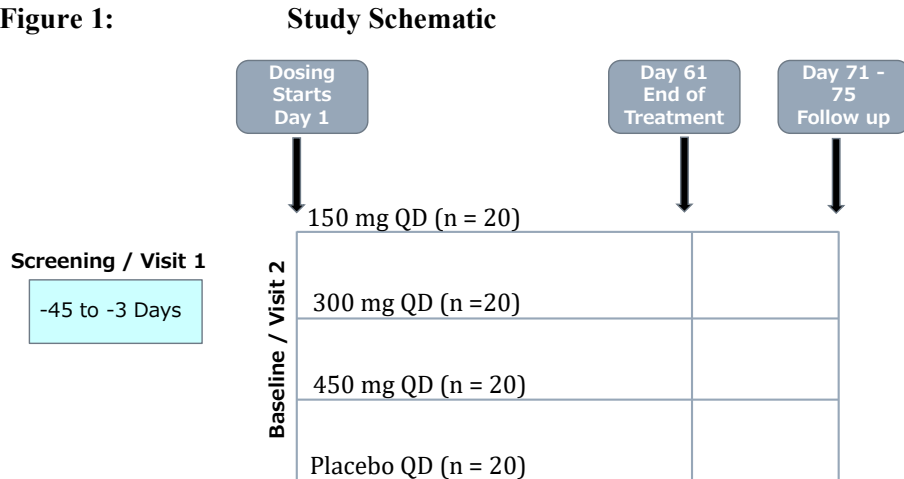 Figure 1: Study Schematic
Dosing
Starts
Day 1
Day 61
End of
Treatment
Day 71 -
75
Follow up
150 mg QD (n = 20)
Screening / Visit 1
-45 to -3 Days
Baseline / Visit 2
300 mg QD (n =20)
450 mg QD (n = 20)
Placebo QD (n = 20)